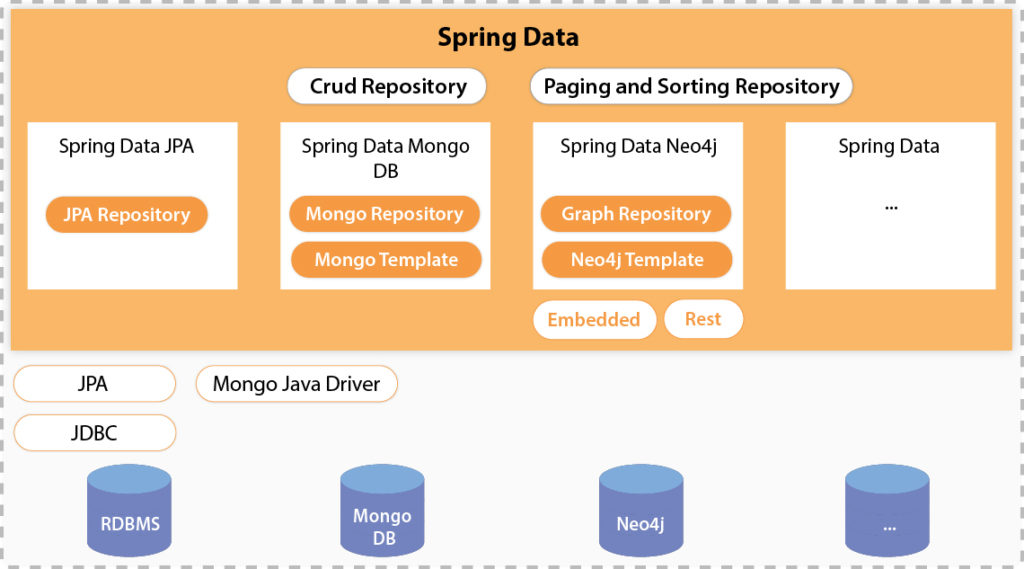 Spring Data
Crud Repository
Paging and Sorting Repository
Spring Data JPA
JPA Repository
Spring Data Mongo
DB
Mongo Repository
Mongo Template
Spring Data Neo4j
Graph Repository
Neo4j Template
Spring Data
...
Embedded
Rest
JPA
Mongo Java Driver
JDBC
RDBMS
Mongo
DB
Neo4j
...